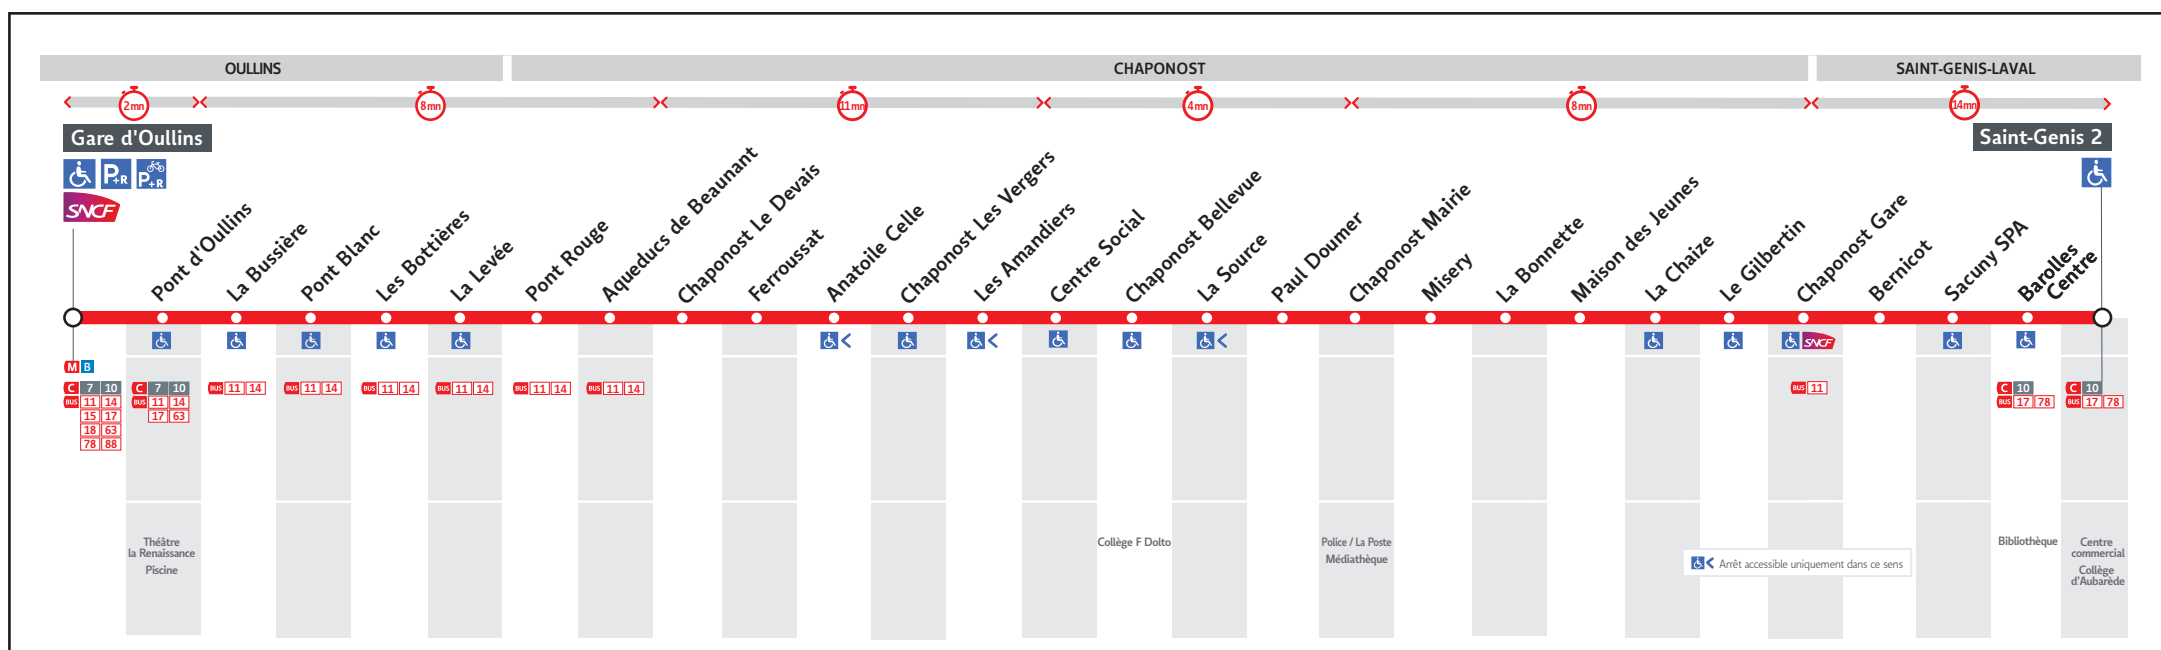 OULLINS
CHAPONOST
SAINT-GENIS-LAVAL
2mn
8mn
11mn
4mn
8mn
14mn
Gare d'Oullins
Saint-Genis 2
P+R
P+R
SNCF
Pont d'Oullins
La Bussière
Pont Blanc
Les Bottières
La Levée
Pont Rouge
Aqueducs de Beaunant
Chaponost Le Devais
Ferroussat
Anatoile Celle
Chaponost Les Vergers
Les Amandiers
Centre Social
Chaponost Bellevue
La Source
Paul Doumer
Chaponost Mairie
Misery
La Bonnette
Maison des Jeunes
La Chaize
Le Gilbertin
Chaponost Gare
Bernicot
Sacuny SPA
Barolles
Centre
SNCF
M B
C 7 10
BUS 11 14
15 17
18 63
78 88
C 7 10
BUS 11 14
17 63
BUS 11 14
BUS 11 14
BUS 11 14
BUS 11 14
BUS 11 14
BUS 11 14
BUS 11
C 10
BUS 17 78
C 10
BUS 17 78
Théâtre
la Renaissance
Piscine
Collège F Dolto
Police / La Poste
Médiathèque
Arrêt accessible uniquement dans ce sens
Bibliothèque
Centre
commercial
Collège
d'Aubarède